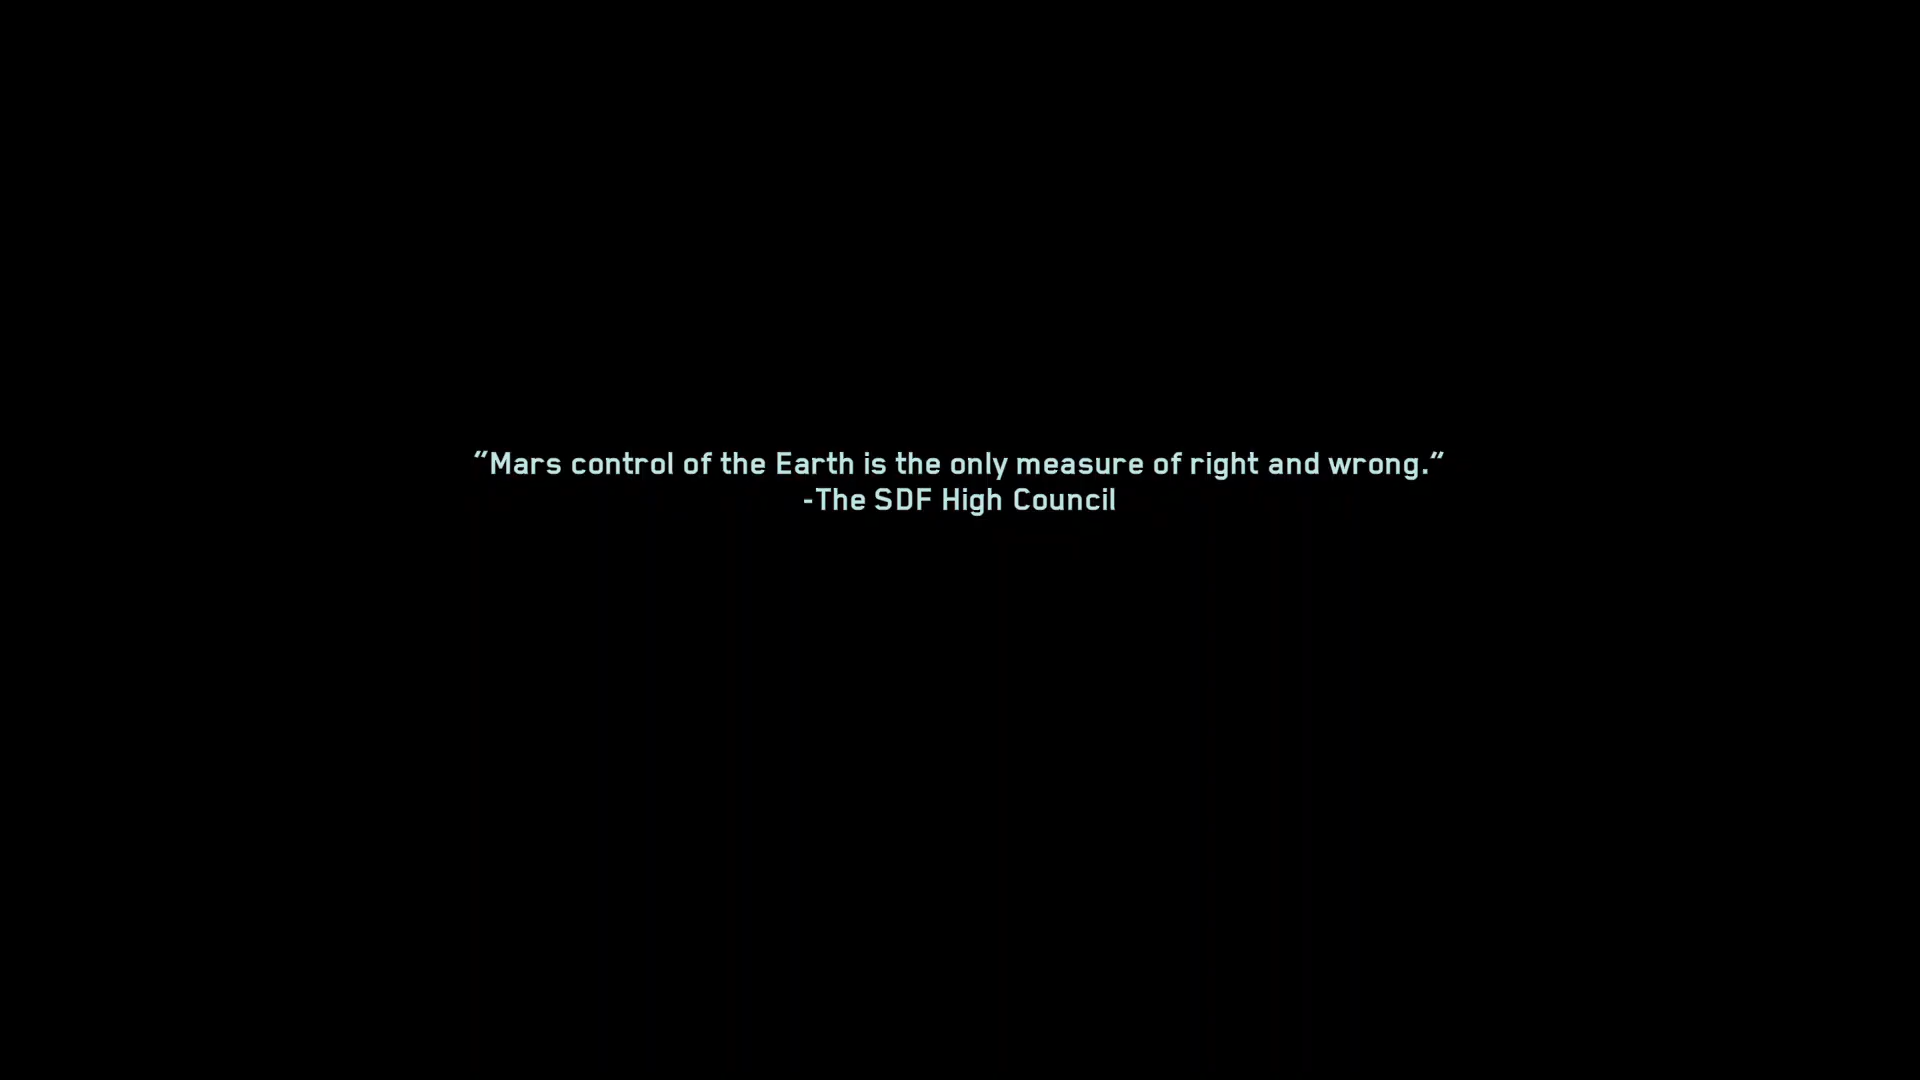 “Mars control of the Earth is the only measure of right and wrong.”
-The SDF High Council